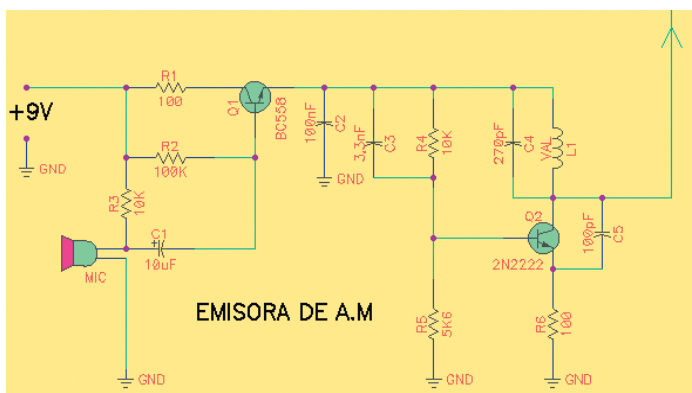 +9V
GND
R1
100
Q1
BC558
R2
100K
R3
10K
C1
+
10uF
MIC
GND
100nF
C2
GND
3,3nF
C3
R4
10K
270pF
C4
VAL
L1
Q2
2N2222
100pF
C5
EMISORA DE A.M
R5
5K6
GND
R6
100
GND